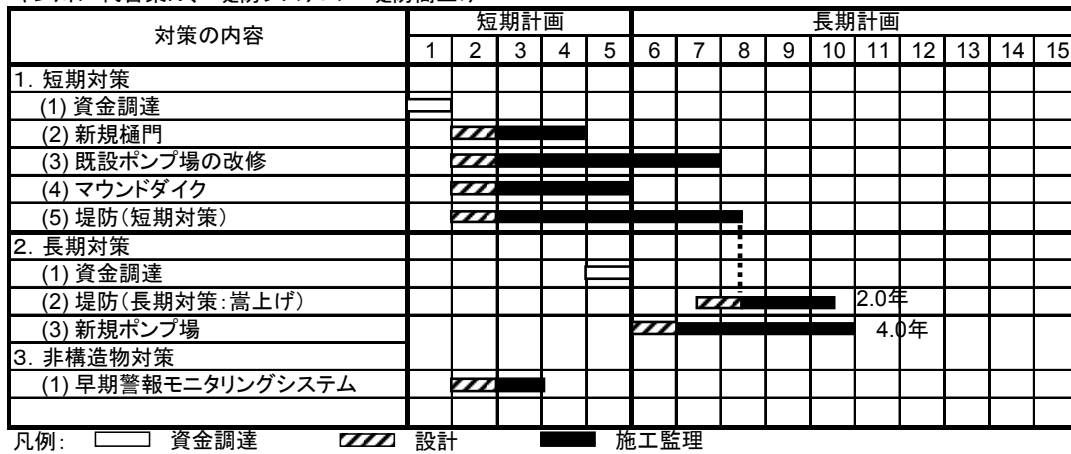 対策の内容 短期計画 長期計画
1 2 3 4 5 6 7 8 9 10 11 12 13 14 15
1. 短期対策
(1) 資金調達
(2) 新規樋門
(3) 既設ポンプ場の改修
(4) マウンドダイク
(5) 堤防(短期対策)
2. 長期対策
(1) 資金調達
(2) 堤防(長期対策:嵩上げ) 2.0年
(3) 新規ポンプ場 4.0年
3. 非構造物対策
(1) 早期警報モニタリングシステム
凡例: 資金調達 設計 施工監理